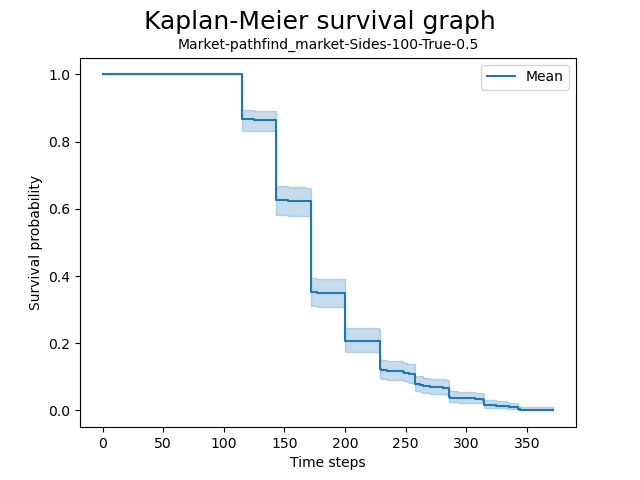 Kaplan-Meier survival graph
Market-pathfind_market-Sides-100-True-0.5
Mean
Survival probability
1.0
0.8
0.6
0.4
0.2
0.0
0 50 100 150 200 250 300 350
Time steps